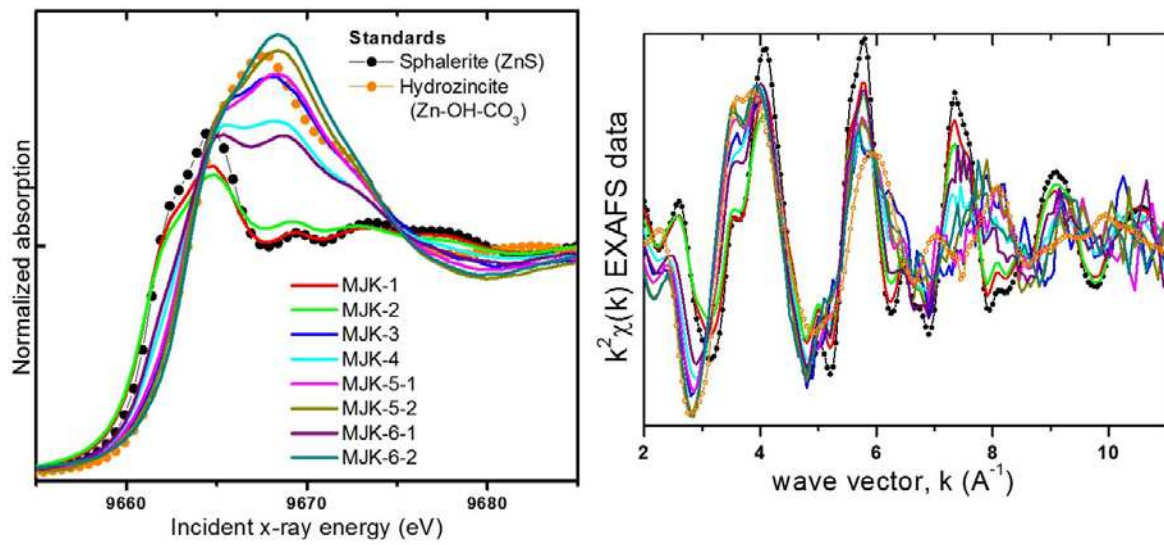 Normalized absorption
Standards
Sphalerite (ZnS)
Hydrozincite
(Zn-OH-CO₃)
MJK-1
MJK-2
MJK-3
MJK-4
MJK-5-1
MJK-5-2
MJK-6-1
MJK-6-2
9660 9670 9680
Incident x-ray energy (eV)
k²χ(k) EXAFS data
2 4 6 8 10
wave vector, k (A⁻¹)